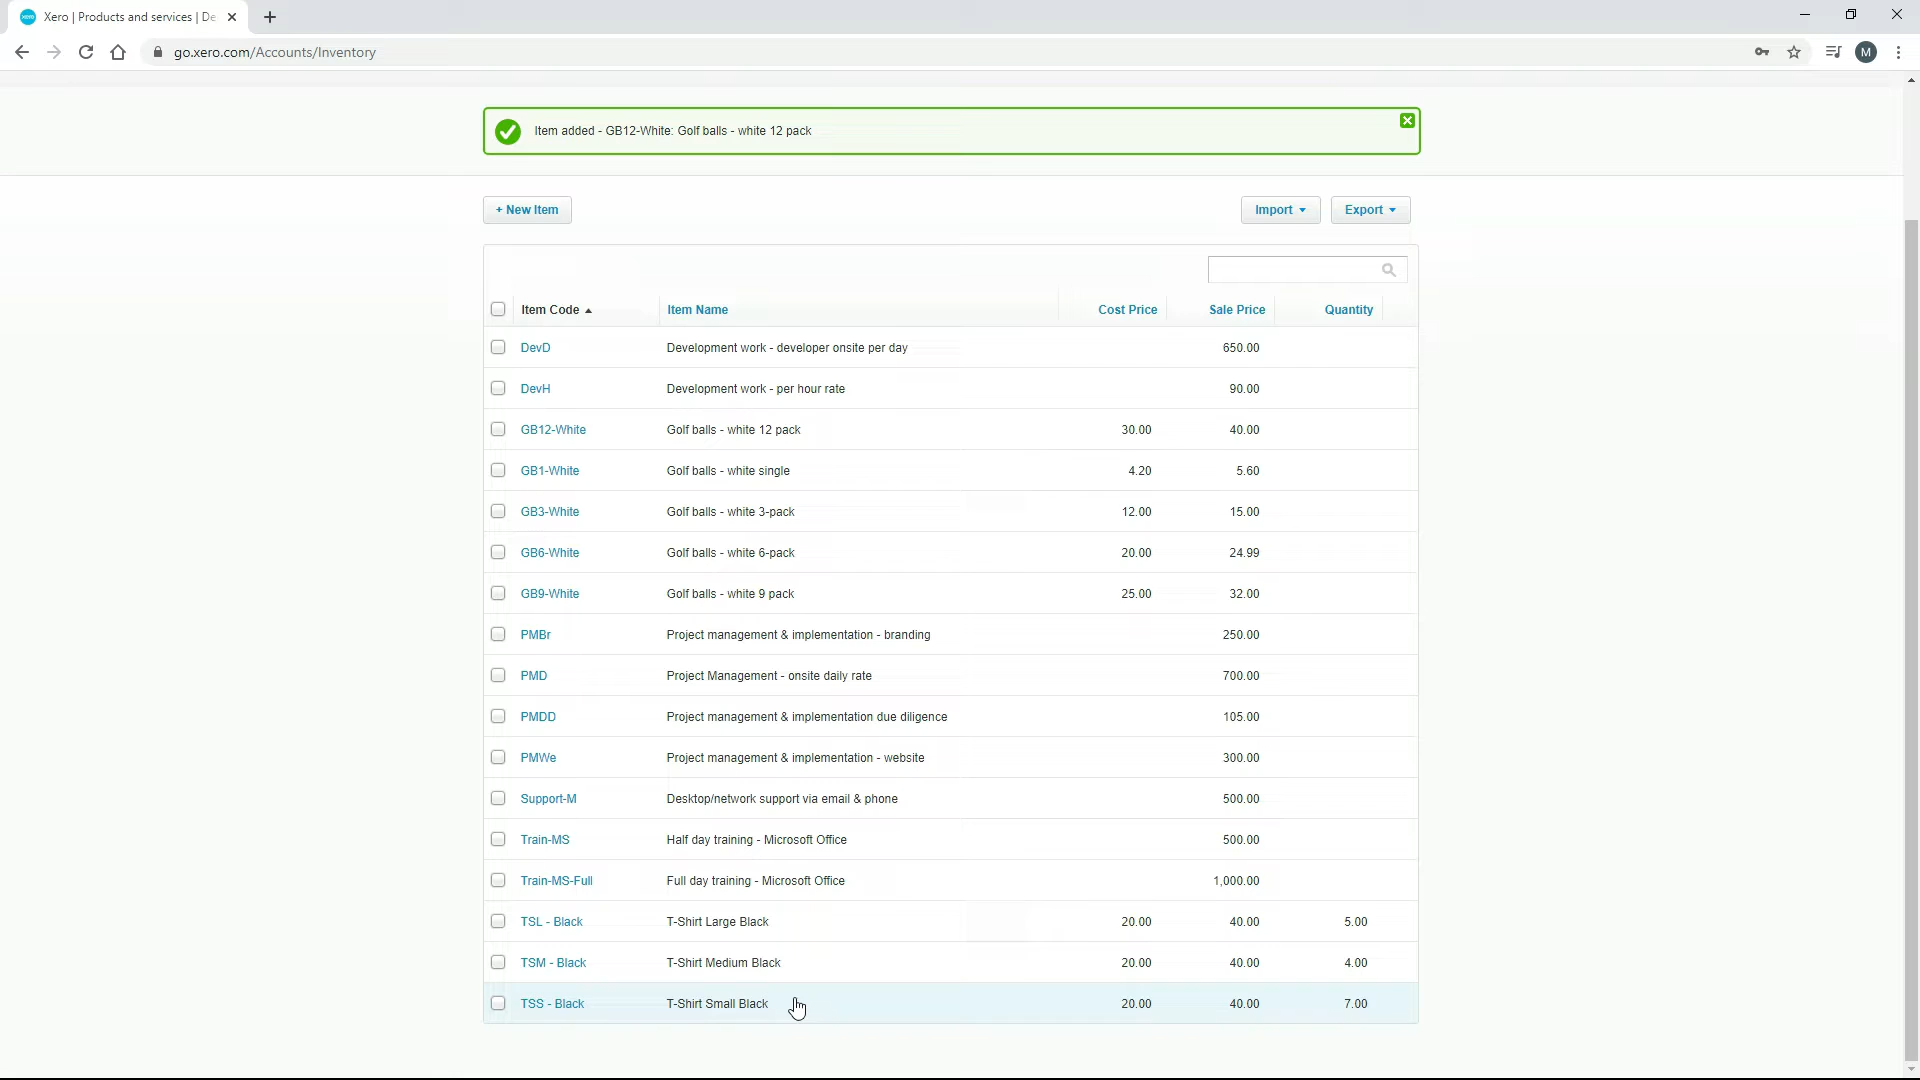 Xero | Products and services | De
go.xero.com/Accounts/Inventory
M
Item added - GB12-White: Golf balls - white 12 pack
+ New Item Import Export
Item Code Item Name Cost Price Sale Price Quantity
DevD Development work - developer onsite per day 650.00
DevH Development work - per hour rate 90.00
GB12-White Golf balls - white 12 pack 30.00 40.00
GB1-White Golf balls - white single 4.20 5.60
GB3-White Golf balls - white 3-pack 12.00 15.00
GB6-White Golf balls - white 6-pack 20.00 24.99
GB9-White Golf balls - white 9 pack 25.00 32.00
PMBr Project management & implementation - branding 250.00
PMD Project Management - onsite daily rate 700.00
PMDD Project management & implementation due diligence 105.00
PMWe Project management & implementation - website 300.00
Support-M Desktop/network support via email & phone 500.00
Train-MS Half day training - Microsoft Office 500.00
Train-MS-Full Full day training - Microsoft Office 1,000.00
TSL - Black T-Shirt Large Black 20.00 40.00 5.00
TSM - Black T-Shirt Medium Black 20.00 40.00 4.00
TSS - Black T-Shirt Small Black 20.00 40.00 7.00